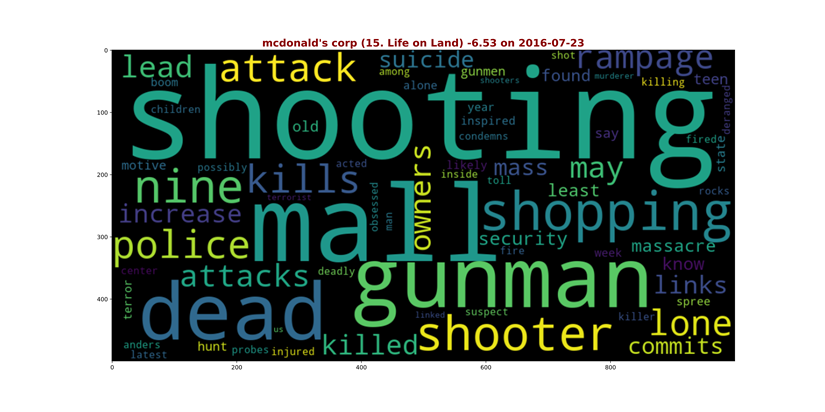 mcdonald's corp (15. Life on Land) -6.53 on 2016-07-23
0
100
200
300
400
0
200
400
600
800
lead
attack
suicide
among
gunmen
shot
rampage
boom
alone
shooters
found
murderer
killing
teen
deranged
children
shooting
old
year
inspired
condemns
say
fired
state
motive
possibly
acted
likely
mass
may
nine
kills
inside
toll
least
rocks
terrorist
increase
mall
obsessed
man
owners
shopping
police
security
fire
week
massacre
center
attacks
deadly
gunman
know
links
terror
dead
us
linked
suspect
spree
killer
lone
shooter
anders
latest
hunt
probes
injured
killed
commits